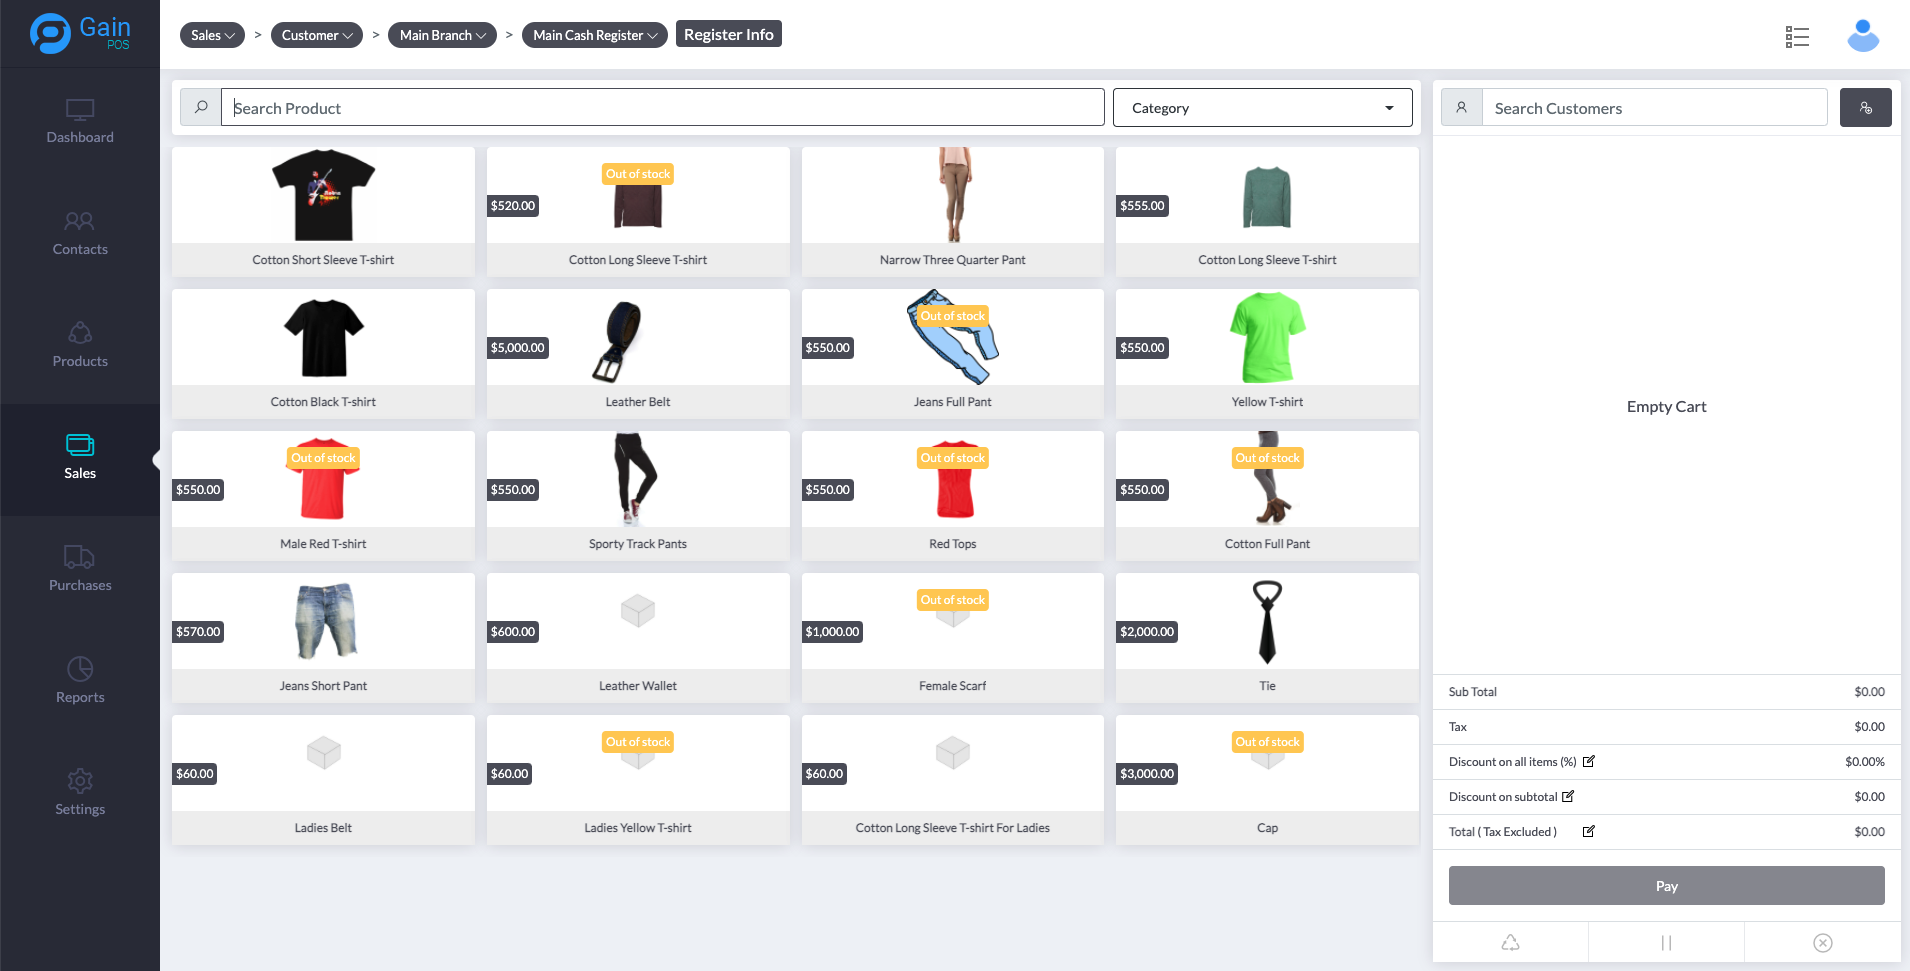 Gain
POS
Sales > Customer > Main Branch > Main Cash Register Register Info
Dashboard
Contacts
Products
Sales
Purchases
Reports
Settings
Search Product
Category
Cotton Short Sleeve T-shirt
Out of stock
$520.00
Cotton Long Sleeve T-shirt
Narrow Three Quarter Pant
$555.00
Cotton Long Sleeve T-shirt
Cotton Black T-shirt
$5,000.00
Leather Belt
Out of stock
$550.00
Jeans Full Pant
$550.00
Yellow T-shirt
Out of stock
$550.00
Male Red T-shirt
$550.00
Sporty Track Pants
Out of stock
$550.00
Red Tops
Out of stock
$550.00
Cotton Full Pant
$570.00
Jeans Short Pant
$600.00
Leather Wallet
Out of stock
$1,000.00
Female Scarf
$2,000.00
Tie
$60.00
Ladies Belt
Out of stock
$60.00
Ladies Yellow T-shirt
$60.00
Cotton Long Sleeve T-shirt For Ladies
Out of stock
$3,000.00
Cap
Search Customers
Empty Cart
Sub Total $0.00
Tax $0.00
Discount on all items (%) $0.00%
Discount on subtotal $0.00
Total ( Tax Excluded ) $0.00
Pay